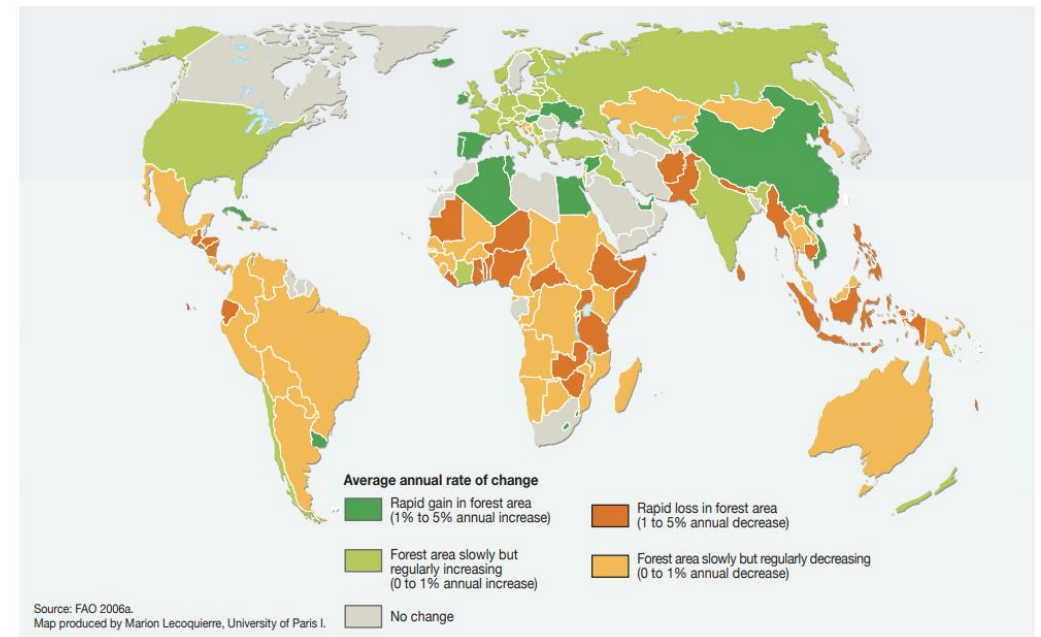 Average annual rate of change
Rapid gain in forest area
(1% to 5% annual increase)
Forest area slowly but
regularly increasing
(0 to 1% annual increase)
No change
Rapid loss in forest area
(1 to 5% annual decrease)
Forest area slowly but regularly decreasing
(0 to 1% annual decrease)
Source: FAO 2006a.
Map produced by Marion Lecoquierre, University of Paris I.